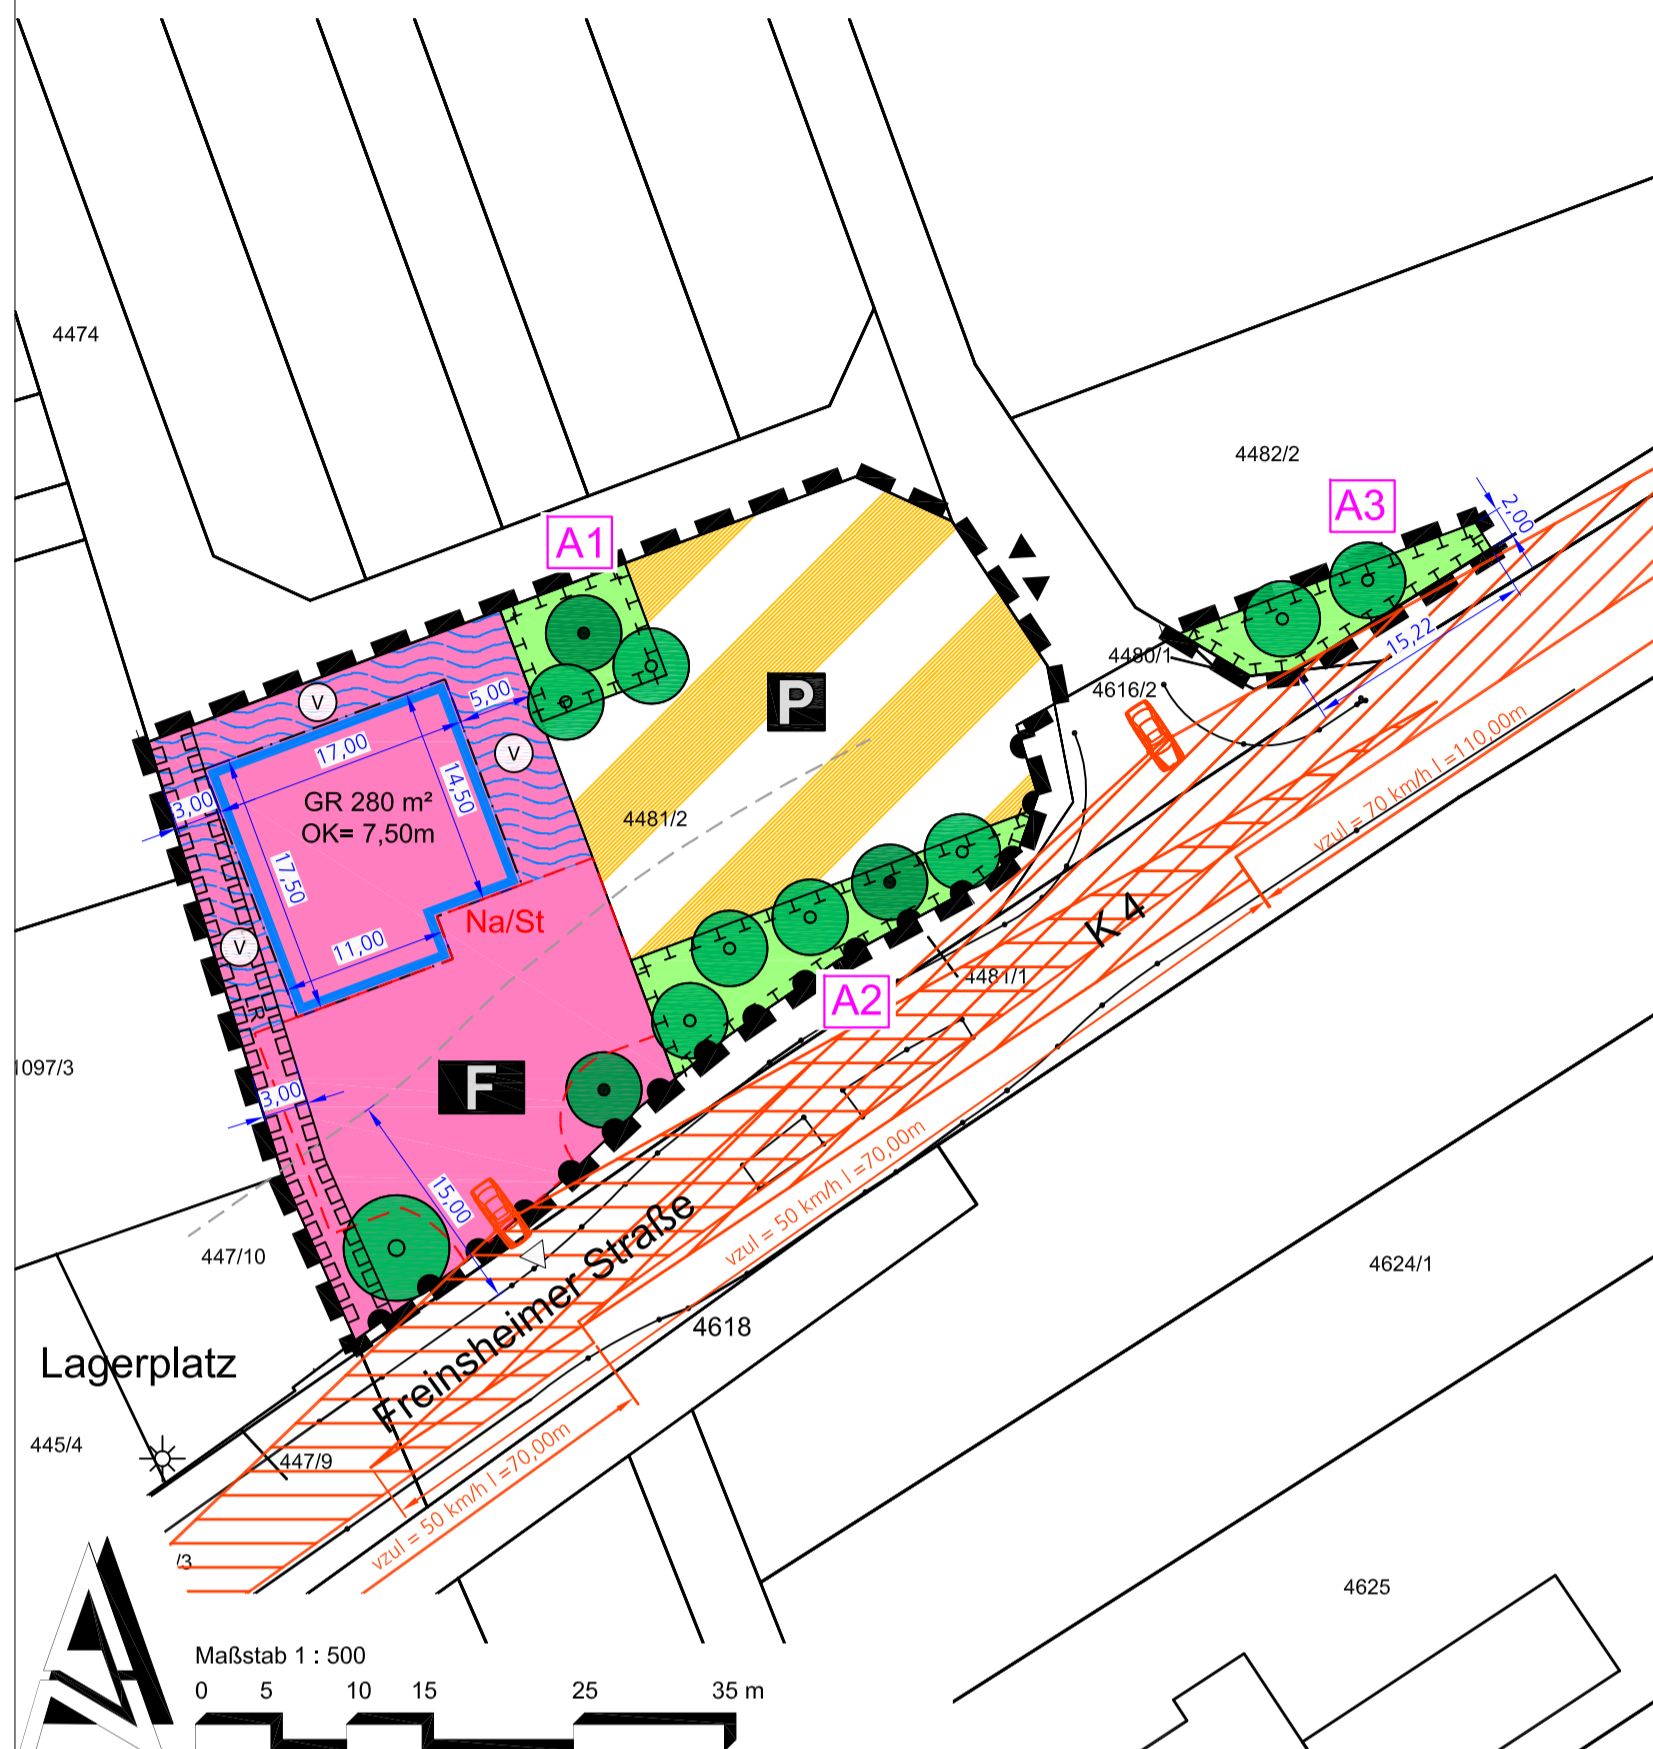 4474
4482/2
A3
2,00
A1
15,22
4480/1
4616/2
P
V
5,00
V
17,00
14,50
3,00
GR 280 m²
OK= 7,50m
4481/2
17,50
Na/St
11,00
V
R
vzul = 70 km/h l =110,00m
K 4
4481/1
A2
1097/3
F
3,00
15,00
vzul = 50 km/h l =70,00m
447/10
4624/1
Freinsheimer Straße
4618
Lagerplatz
445/4
447/9
vzul = 50 km/h l =70,00m
/3
4625
Maßstab 1 : 500
0 5 10 15 25 35 m